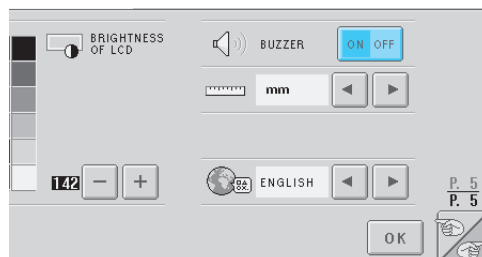 BRIGHTNESS
OF LCD
BUZZER
ON OFF
mm
142
ENGLISH
P. 5
P. 5
OK